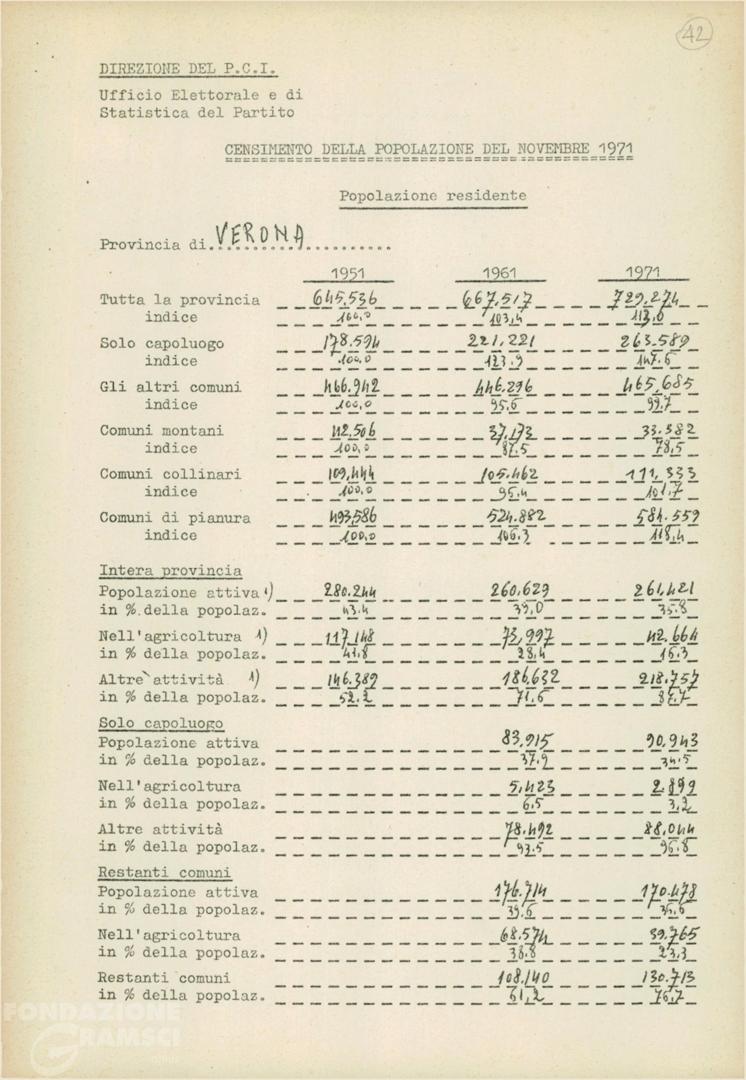 42
DIREZIONE DEL P.C.I.
Ufficio Elettorale e di
Statistica del Partito
CENSIMENTO DELLA POPOLAZIONE DEL NOVEMBRE 1971
Popolazione residente
Provincia di VERONA
1951 1961 1971
Tutta la provincia 645.536 667.517 729.274
indice 100,0 103,4 113,0
Solo capoluogo 178.594 221.221 263.589
indice 100,0 123.9 147.6
Gli altri comuni 466.942 446.296 465.685
indice 100,0 95.6 99.7
Comuni montani 42.506 37.173 33.382
indice 100,0 87.5 78,5
Comuni collinari 109.444 105.462 111.333
indice 100,0 96.4 101.7
Comuni di pianura 493.586 524.882 584.559
indice 100,0 106.3 118,4
Intera provincia
Popolazione attiva 1) 280.244 260.629 261.421
in % della popolaz. 43.4 39,0 35.8
Nell'agricoltura 1) 117.148 73.997 42.664
in % della popolaz. 41.8 28.4 16.3
Altre attività 1) 146.389 186.632 218.757
in % della popolaz. 52.2 71.6 83.7
Solo capoluogo
Popolazione attiva 83.915 90.943
in % della popolaz. 37.9 34.5
Nell'agricoltura 5.423 2.899
in % della popolaz. 6.5 3,2
Altre attività 78.492 88.044
in % della popolaz. 93.5 96.8
Restanti comuni
Popolazione attiva 176.714 170.478
in % della popolaz. 39.6 36.6
Nell'agricoltura 68.574 39.765
in % della popolaz. 38.8 23.3
Restanti comuni 108.140 130.713
in % della popolaz. 61,2 76,7
FONDAZIONE
GRAMSCI